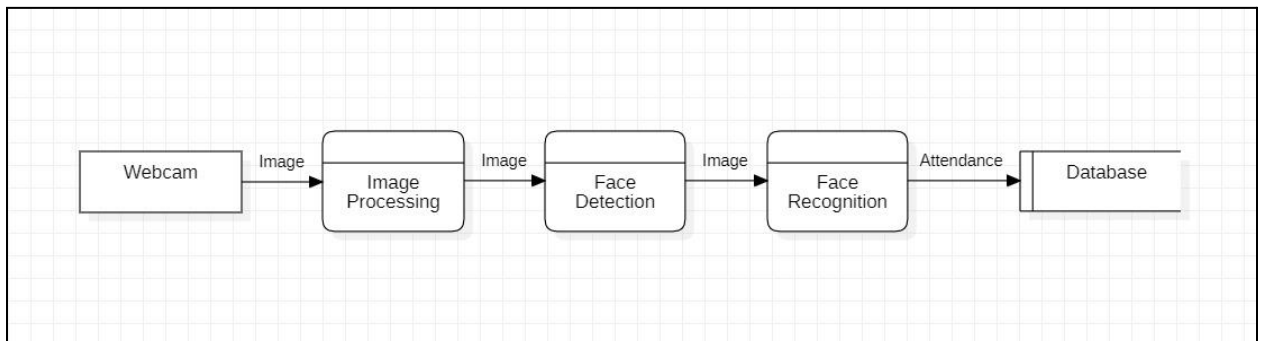 Webcam
Image
Image
Processing
Image
Face
Detection
Image
Face
Recognition
Attendance
Database